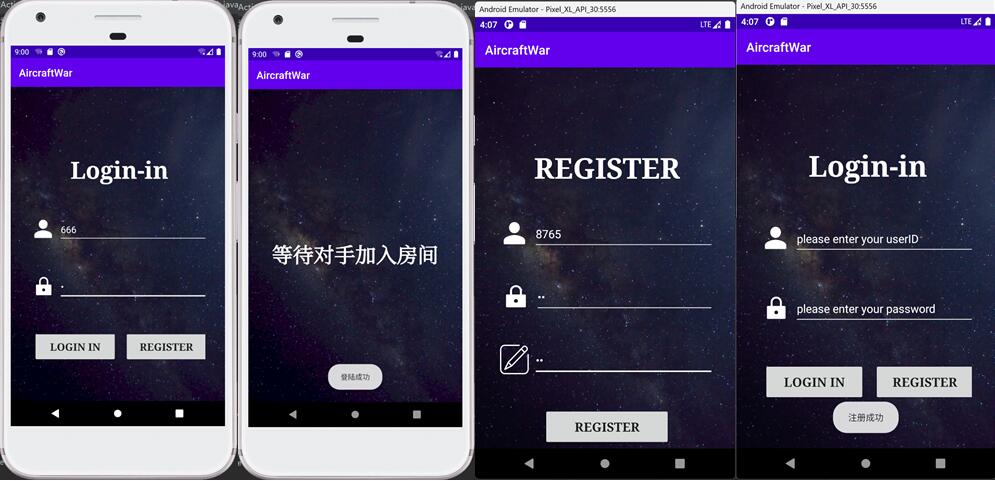 9:00
AircraftWar
Login-in
666
LOGIN IN
REGISTER
9:00
AircraftWar
等待对手加入房间
登陆成功
Android Emulator - Pixel_XL_API_30:5556
4:07
LTE
AircraftWar
REGISTER
8765
REGISTER
Android Emulator - Pixel_XL_API_30:5556
4:07
LTE
AircraftWar
Login-in
please enter your userID
please enter your password
LOGIN IN
REGISTER
注册成功